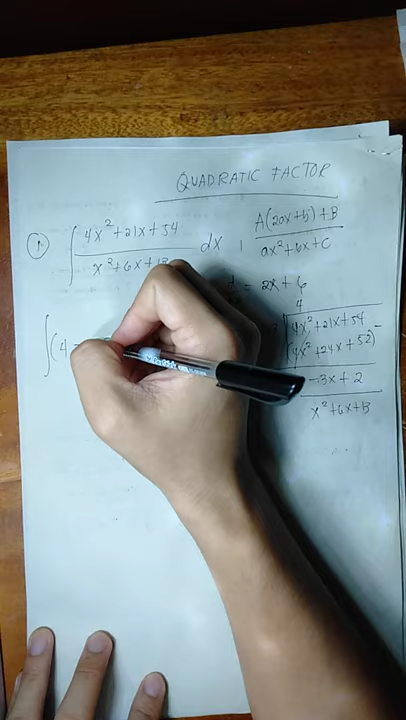 QUADRATIC FACTOR
① ∫ 4x²+21x+54 / x²+6x+13 dx ; A(2ax+b)+B / ax²+bx+c
= 2x+6
4
4x²+21x+54
(4x²+24x+52) -
-3x+2
x²+6x+13
∫(4